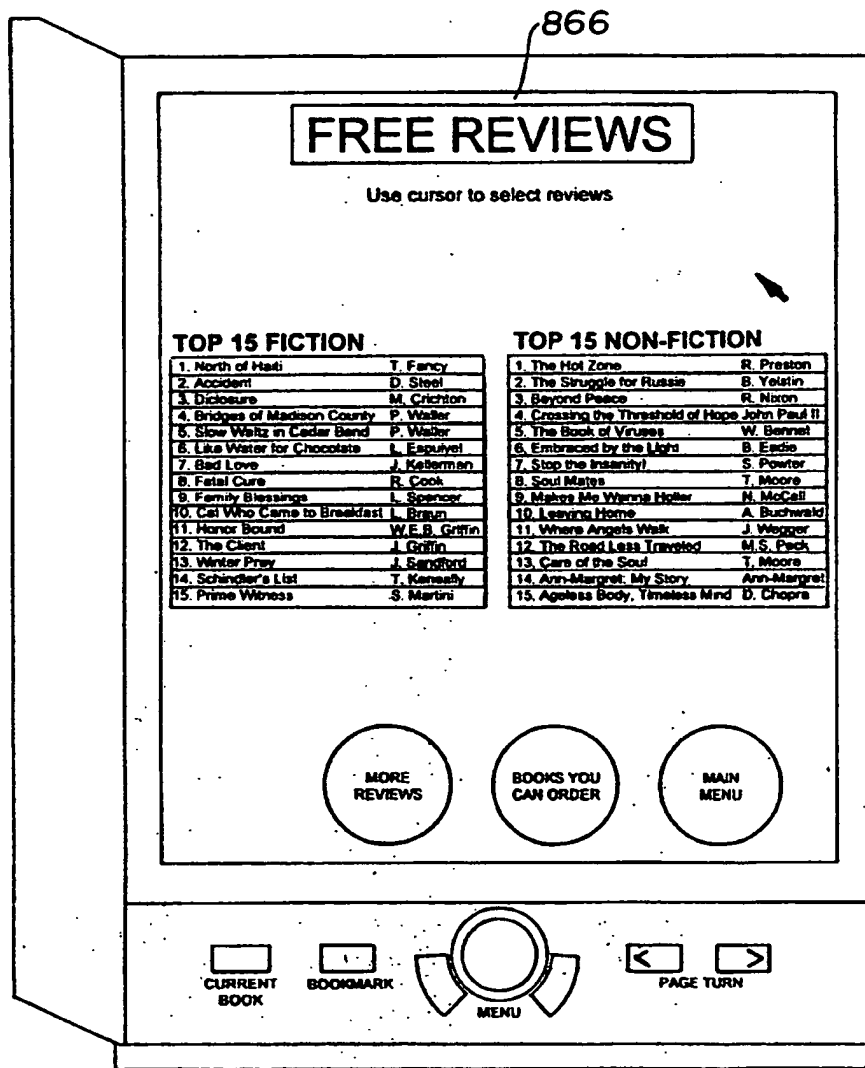 866
FREE REVIEWS
Use cursor to select reviews
TOP 15 FICTION
1. North of Haiti T. Fancy
2. Accident D. Steel
3. Diclosure M. Crichton
4. Bridges of Madison County P. Waller
5. Slow Waltz in Cedar Bend P. Waller
6. Like Water for Chocolate L. Esquivel
7. Bad Love J. Kellerman
8. Fatal Cure R. Cook
9. Family Blessings L. Spencer
10. Cat Who Came to Breakfast L. Braun
11. Honor Bound W.E.B. Griffin
12. The Client J. Griffin
13. Winter Prey J. Sandford
14. Schindler's List T. Keneally
15. Prime Witness S. Martini
TOP 15 NON-FICTION
1. The Hot Zone R. Preston
2. The Struggle for Russia B. Yelstin
3. Beyond Peace R. Nixon
4. Crossing the Threshold of Hope John Paul II
5. The Book of Viruses W. Bennet
6. Embraced by the Light B. Eadie
7. Stop the Insanity! S. Powter
8. Soul Mates T. Moore
9. Makes Me Wanna Holler N. McCall
10. Leaving Home A. Buchwald
11. Where Angels Walk J. Wegger
12. The Road Less Traveled M.S. Peck
13. Care of the Soul T. Moore
14. Ann-Margret: My Story Ann-Margret
15. Ageless Body, Timeless Mind D. Chopra
MORE
REVIEWS
BOOKS YOU
CAN ORDER
MAIN
MENU
CURRENT
BOOK
BOOKMARK
MENU
< >
PAGE TURN